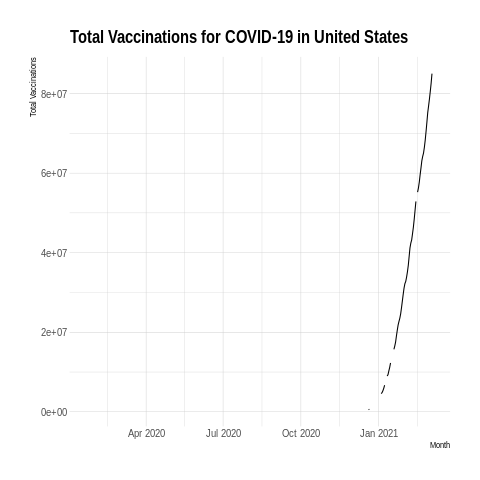 Total Vaccinations for COVID-19 in United States
Total Vaccinations
8e+07
6e+07
4e+07
2e+07
0e+00
Apr 2020 Jul 2020 Oct 2020 Jan 2021
Month